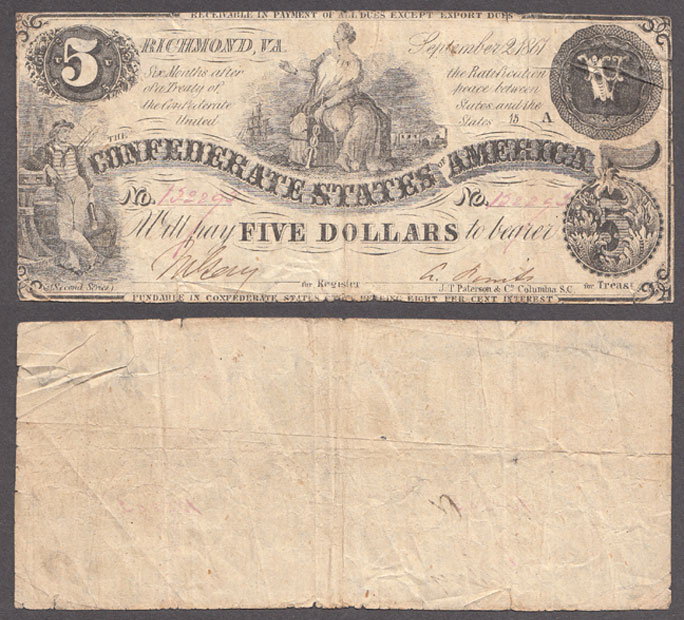 RECEIVABLE IN PAYMENT OF ALL DUES EXCEPT EXPORT DUES
5
RICHMOND, VA.
September 2, 1861
Six Months after
the Ratification
of a Treaty of
peace between
the Confederate
States and the
United
States 15 A
THE
CONFEDERATE STATES OF AMERICA
No.
No.
Will pay FIVE DOLLARS to bearer
5
for Register
for Treasr
(Second Series)
J. T. Paterson & Co Columbia S.C.
FUNDABLE IN CONFEDERATE STATES BEARING EIGHT PER CENT INTEREST